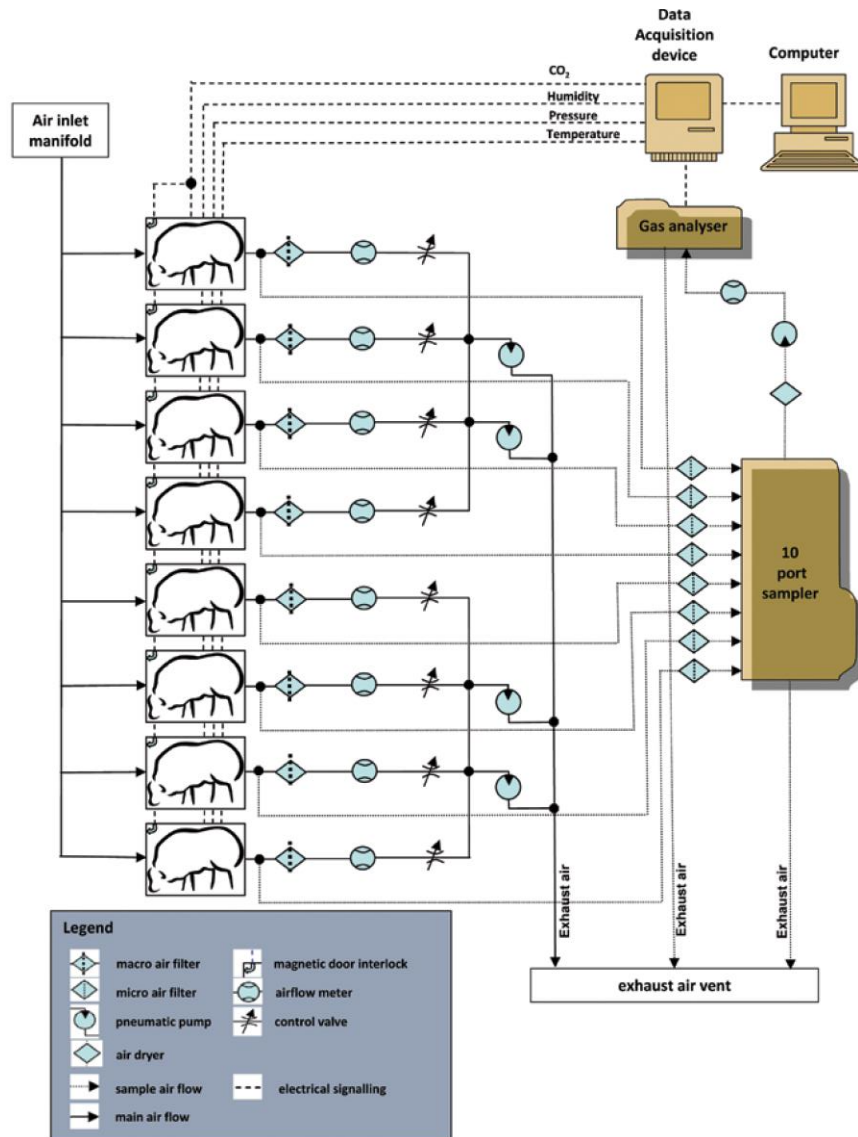 Data
Acquisition
device
Computer
CO₂
Humidity
Pressure
Temperature
Air inlet
manifold
Gas analyser
10
port
sampler
Exhaust air
Exhaust air
Exhaust air
exhaust air vent
Legend
macro air filter
magnetic door interlock
micro air filter
airflow meter
pneumatic pump
control valve
air dryer
sample air flow
electrical signalling
main air flow